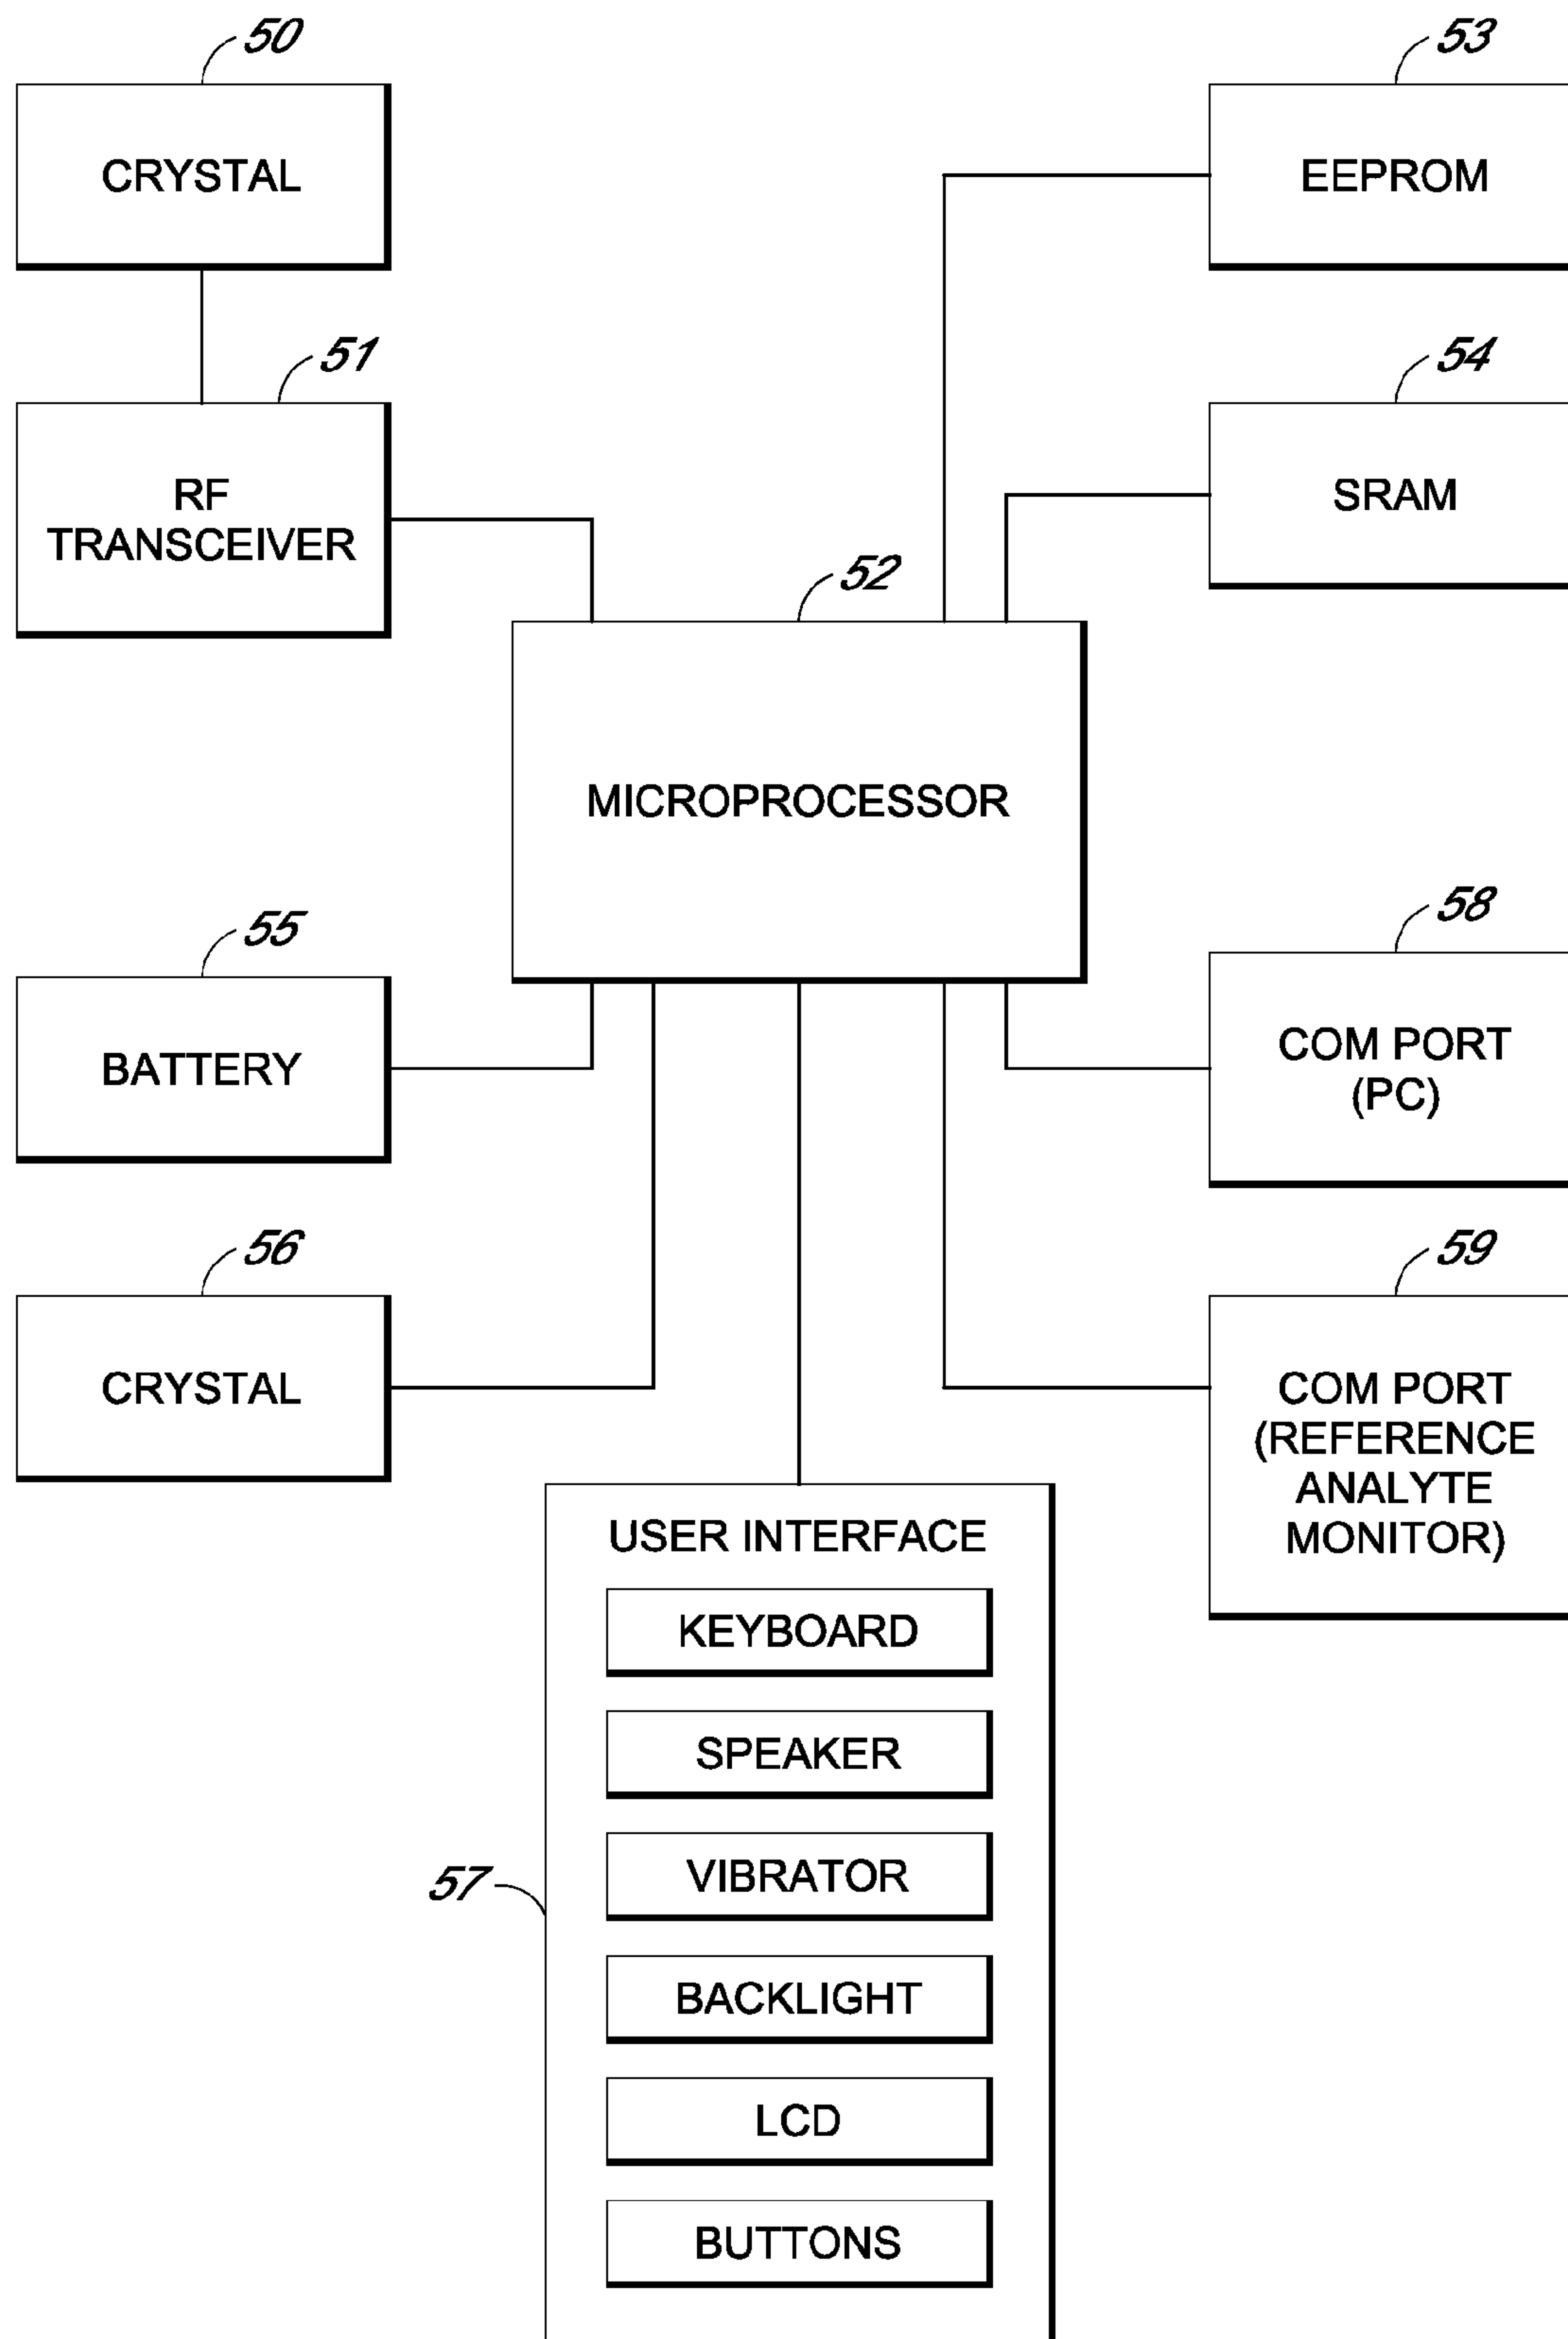 50
CRYSTAL
53
EEPROM
51
RF
TRANSCEIVER
54
SRAM
52
MICROPROCESSOR
55
BATTERY
58
COM PORT
(PC)
56
CRYSTAL
59
COM PORT
(REFERENCE
ANALYTE
MONITOR)
57
USER INTERFACE
KEYBOARD
SPEAKER
VIBRATOR
BACKLIGHT
LCD
BUTTONS